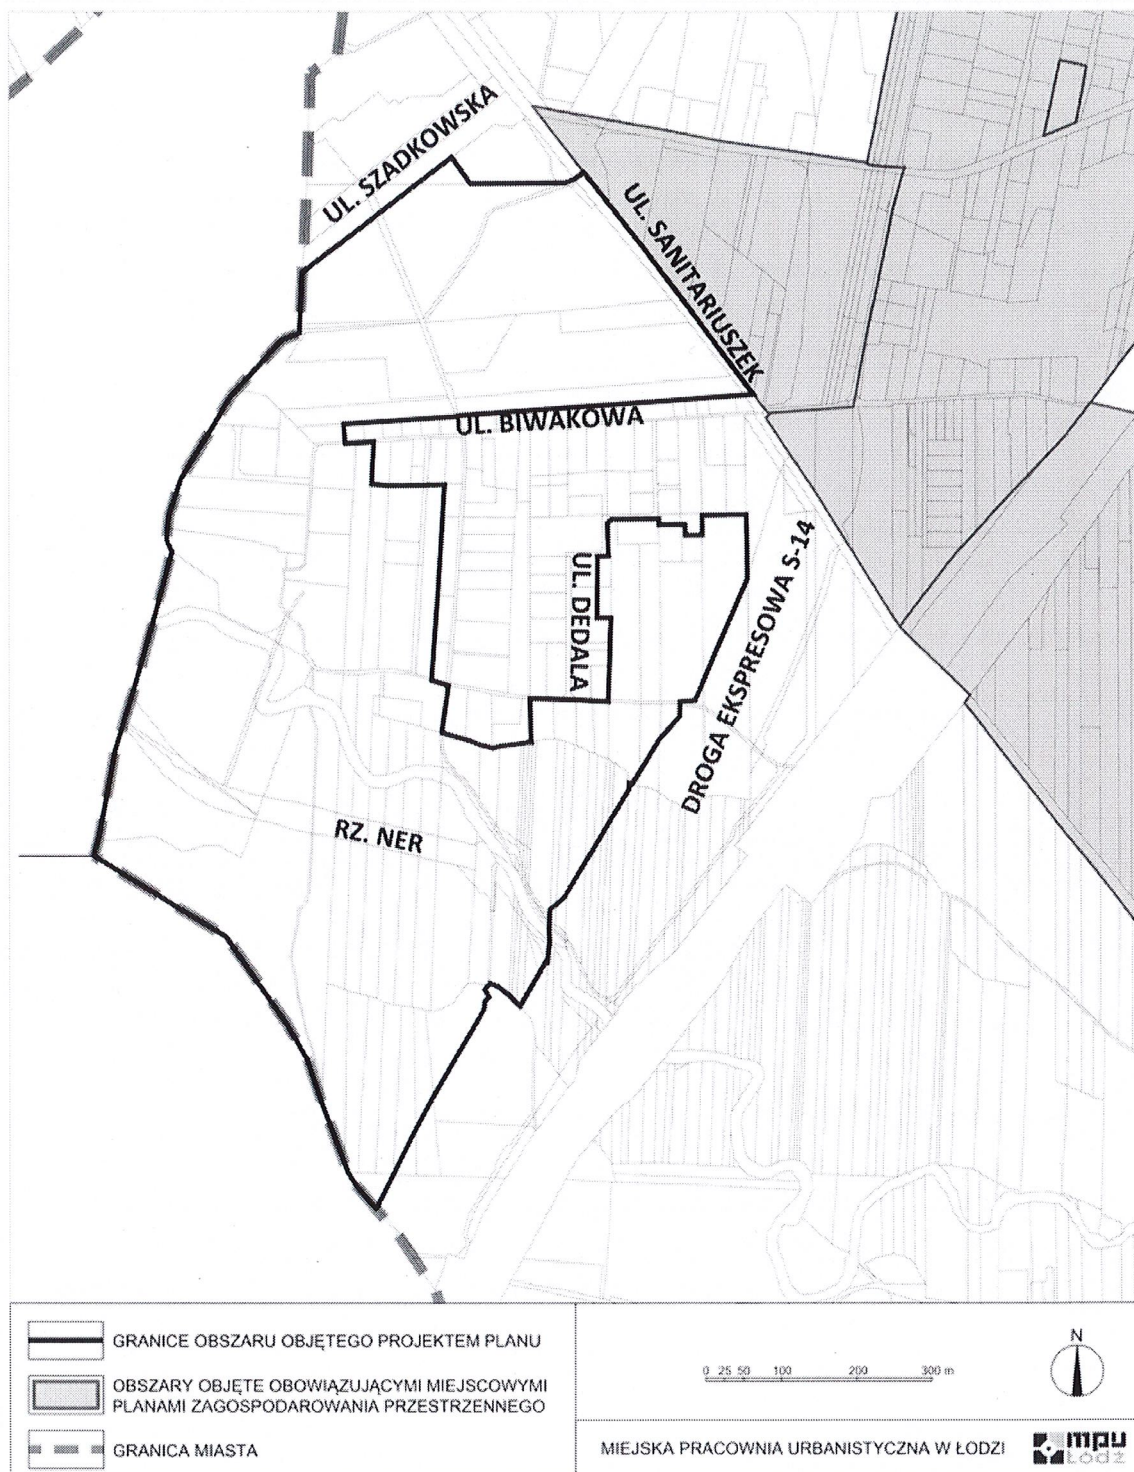 UL. SZADKOWSKA
UL. SANITARIUSZEK
UL. BIWAKOWA
UL. DEDALA
DROGA EKSPRESOWA S-14
RZ. NER
GRANICE OBSZARU OBJĘTEGO PROJEKTEM PLANU
OBSZARY OBJĘTE OBOWIĄZUJĄCYMI MIEJSCOWYMI
PLANAMI ZAGOSPODAROWANIA PRZESTRZENNEGO
GRANICA MIASTA
0 25 50 100 200 300 m
N
MIEJSKA PRACOWNIA URBANISTYCZNA W ŁODZI
mpu
Łódź